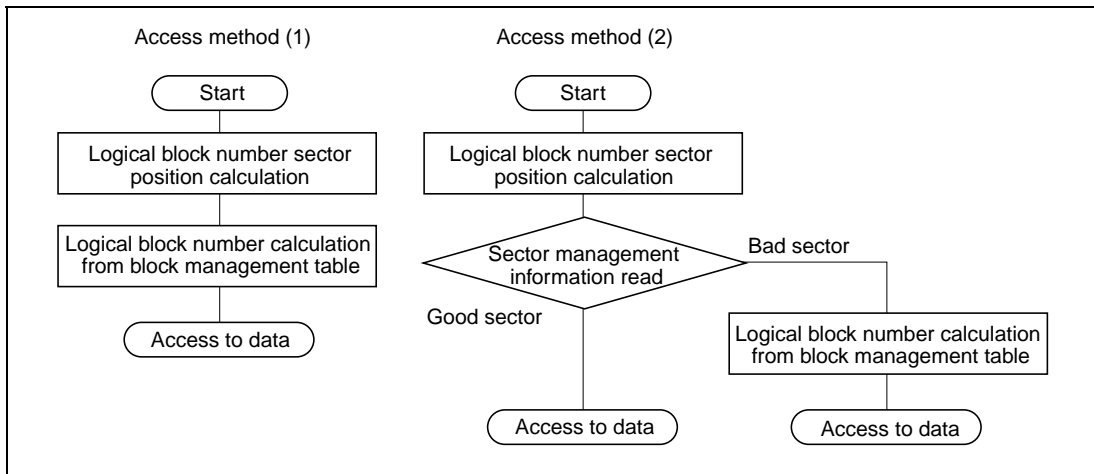 Access method (1)
Start
Logical block number sector
position calculation
Logical block number calculation
from block management table
Access to data
Access method (2)
Start
Logical block number sector
position calculation
Sector management
information read
Bad sector
Good sector
Logical block number calculation
from block management table
Access to data
Access to data